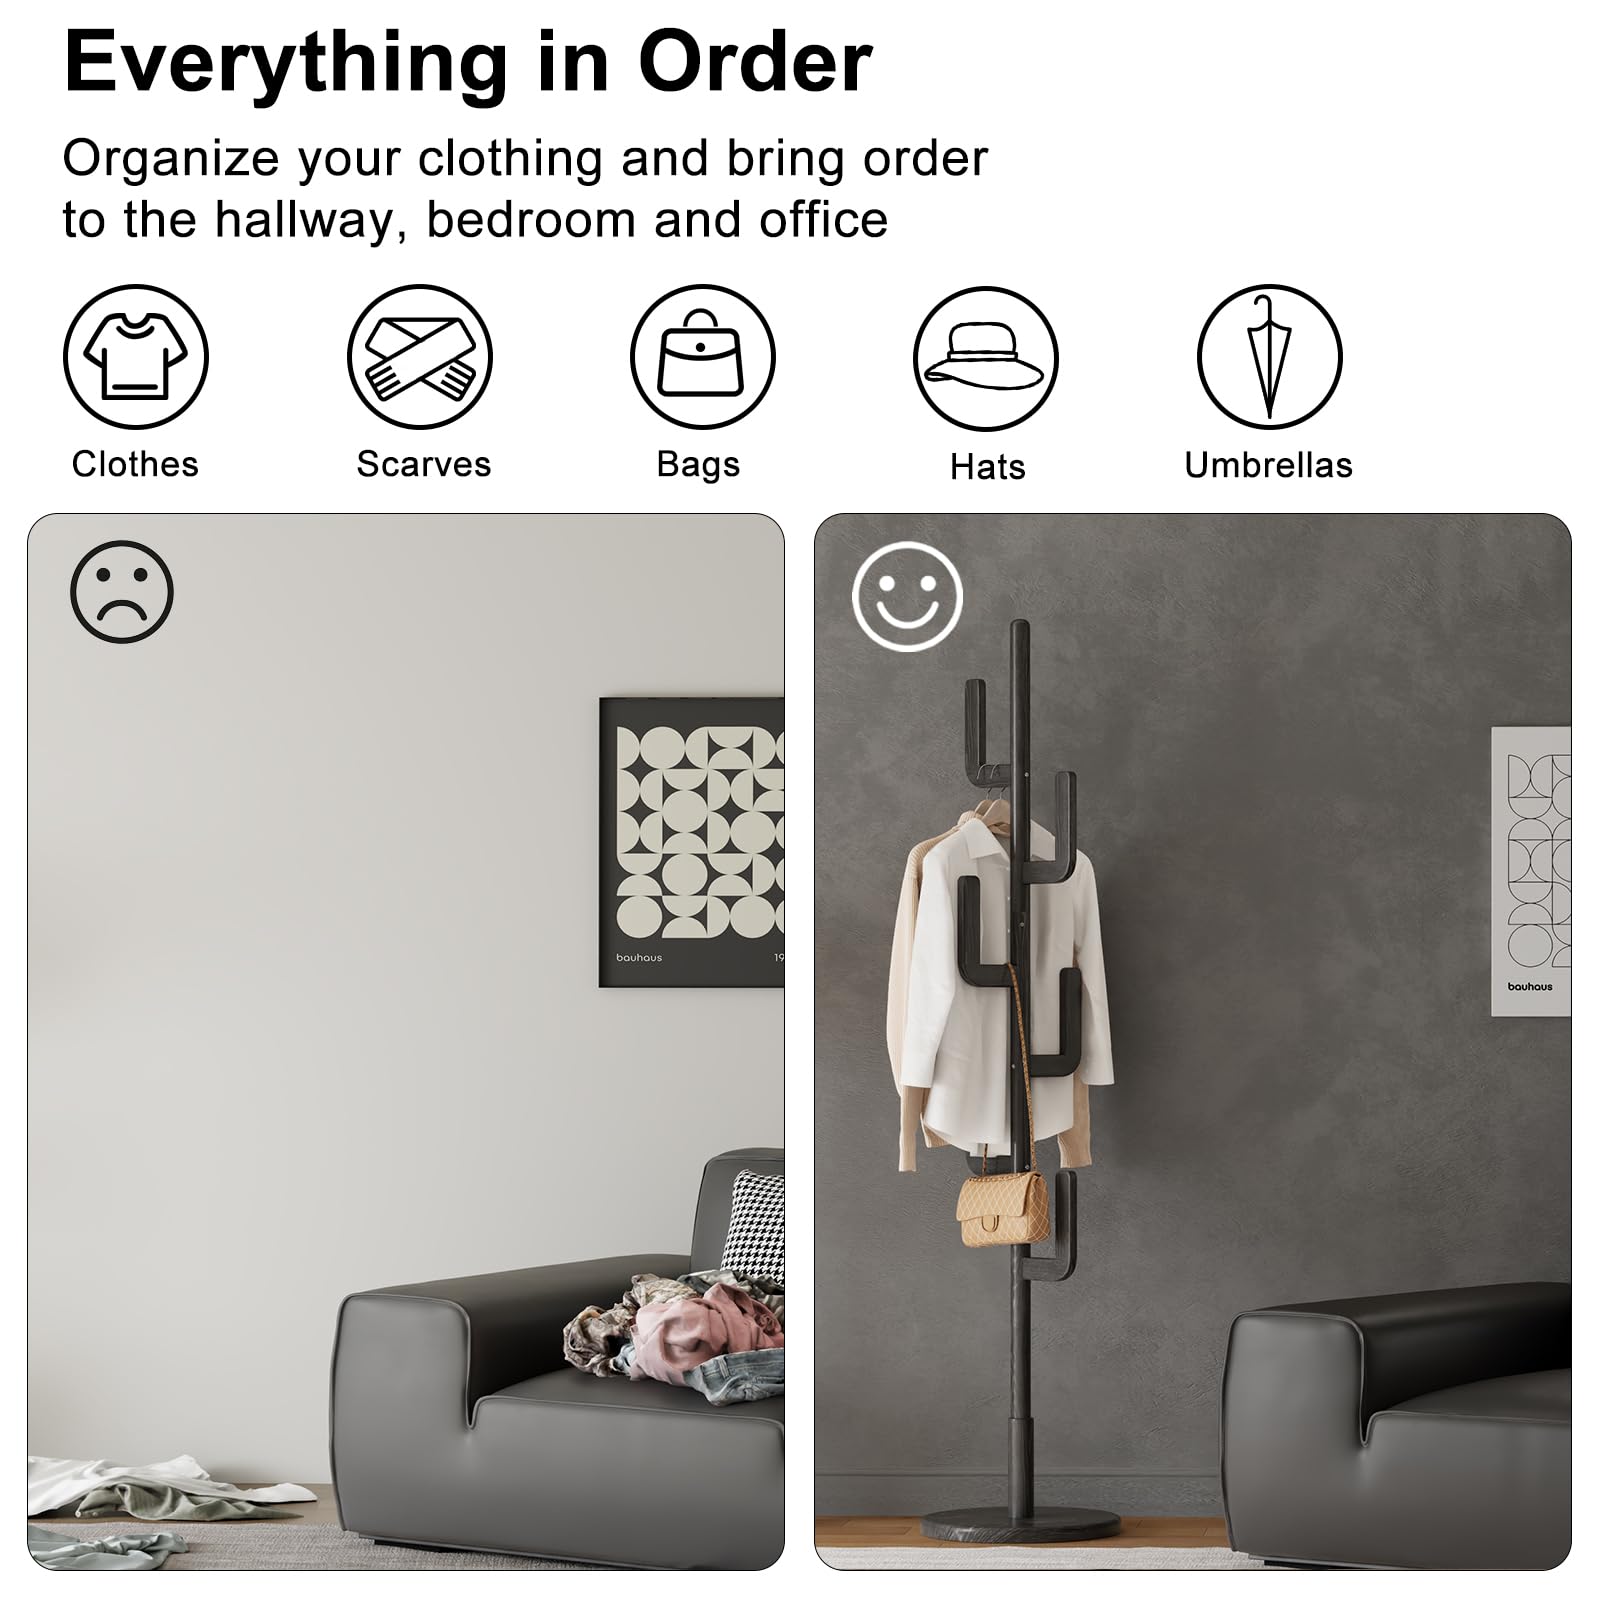 Everything in Order
Organize your clothing and bring order
to the hallway, bedroom and office
Clothes
Scarves
Bags
Hats
Umbrellas
bauhaus
19
bauhaus